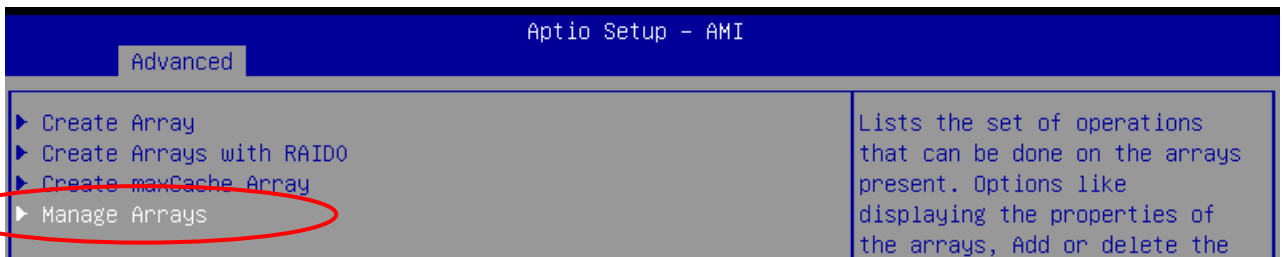 Aptio Setup - AMI
Advanced
Create Array
Create Arrays with RAID0
Create maxCache Array
Manage Arrays
Lists the set of operations
that can be done on the arrays
present. Options like
displaying the properties of
the arrays, Add or delete the